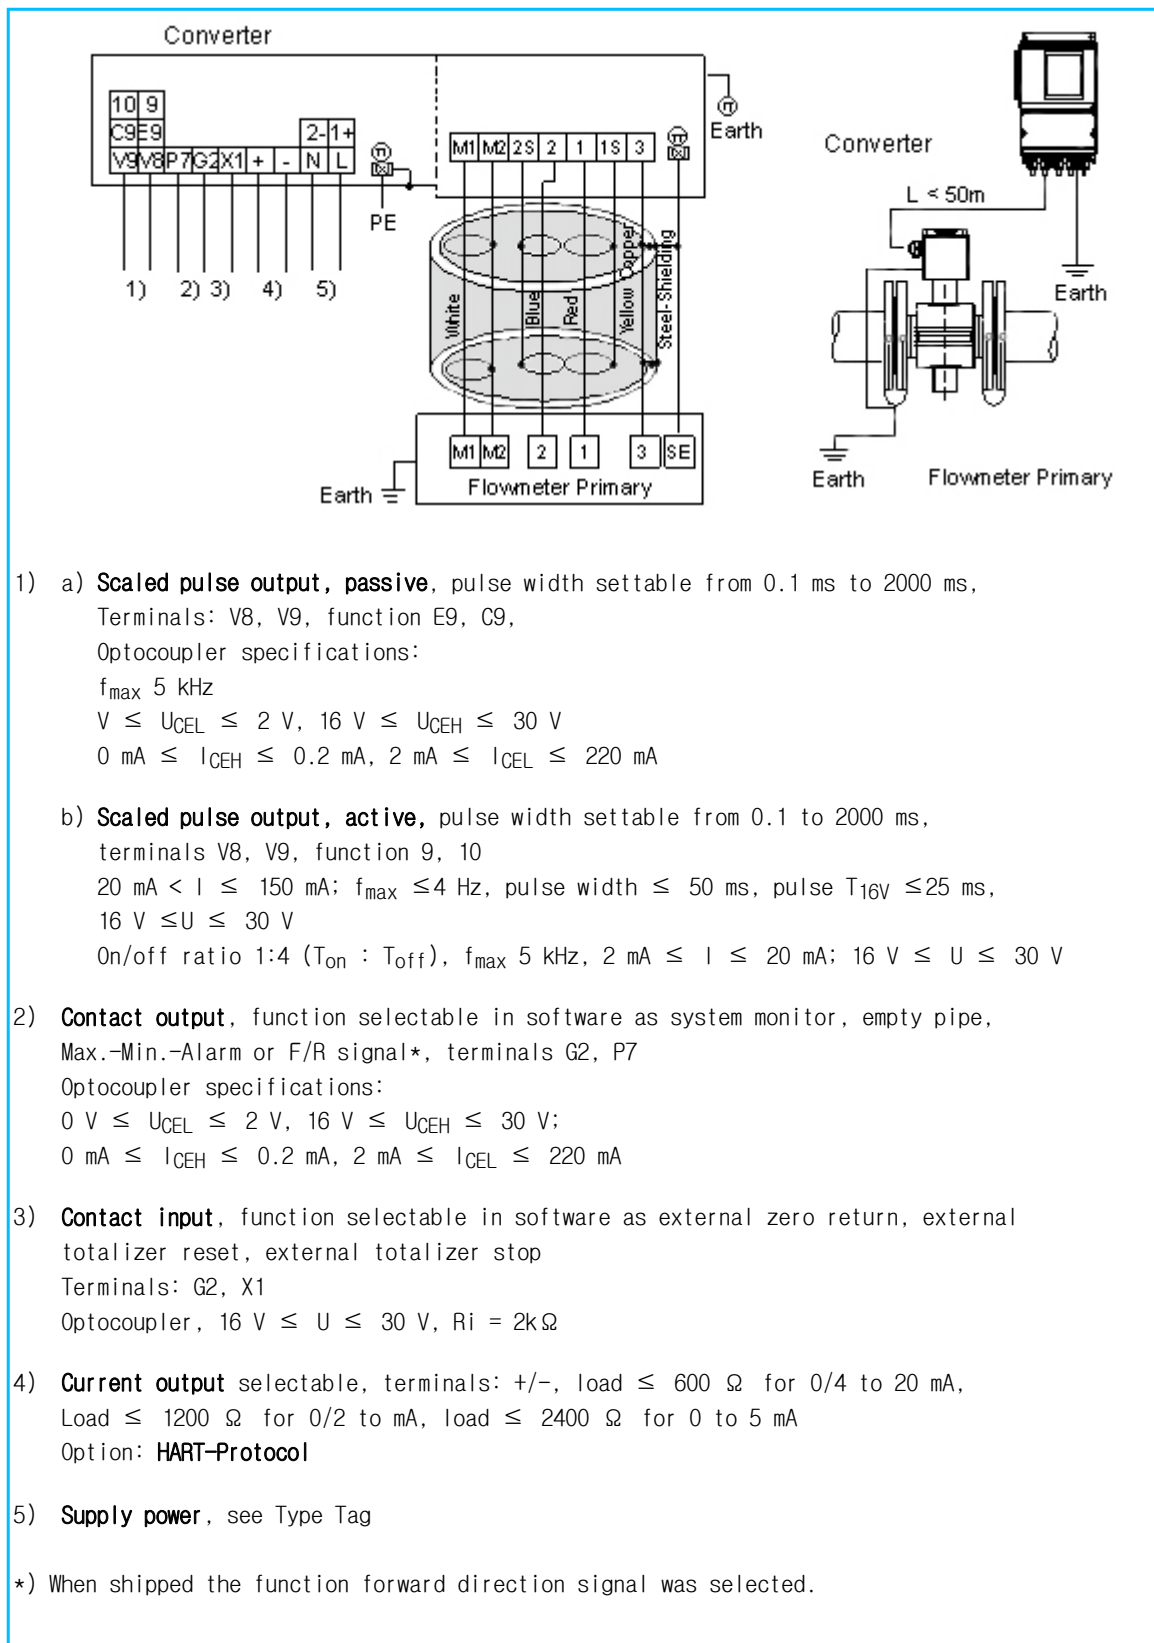 Converter
10 9
C9 E9 2- 1+
V9 V8 P7 G2 X1 + - N L
PE
1) 2) 3) 4) 5)
M1 M2 2S 2 1 1S 3
Earth
White
Blue
Red
Yellow Copper
Steel-Shielding
M1 M2 2 1 3 SE
Flowmeter Primary
Earth
Converter
L < 50m
Earth
Earth
Flowmeter Primary
1) a) Scaled pulse output, passive, pulse width settable from 0.1 ms to 2000 ms,
Terminals: V8, V9, function E9, C9,
Optocoupler specifications:
fmax 5 kHz
V ≤ UCEL ≤ 2 V, 16 V ≤ UCEH ≤ 30 V
0 mA ≤ ICEH ≤ 0.2 mA, 2 mA ≤ ICEL ≤ 220 mA
b) Scaled pulse output, active, pulse width settable from 0.1 to 2000 ms,
terminals V8, V9, function 9, 10
20 mA < I ≤ 150 mA; fmax ≤4 Hz, pulse width ≤ 50 ms, pulse T16V ≤25 ms,
16 V ≤U ≤ 30 V
On/off ratio 1:4 (Ton : Toff), fmax 5 kHz, 2 mA ≤ I ≤ 20 mA; 16 V ≤ U ≤ 30 V
2) Contact output, function selectable in software as system monitor, empty pipe,
Max.-Min.-Alarm or F/R signal*, terminals G2, P7
Optocoupler specifications:
0 V ≤ UCEL ≤ 2 V, 16 V ≤ UCEH ≤ 30 V;
0 mA ≤ ICEH ≤ 0.2 mA, 2 mA ≤ ICEL ≤ 220 mA
3) Contact input, function selectable in software as external zero return, external
totalizer reset, external totalizer stop
Terminals: G2, X1
Optocoupler, 16 V ≤ U ≤ 30 V, Ri = 2kΩ
4) Current output selectable, terminals: +/-, load ≤ 600 Ω for 0/4 to 20 mA,
Load ≤ 1200 Ω for 0/2 to mA, load ≤ 2400 Ω for 0 to 5 mA
Option: HART-Protocol
5) Supply power, see Type Tag
*) When shipped the function forward direction signal was selected.